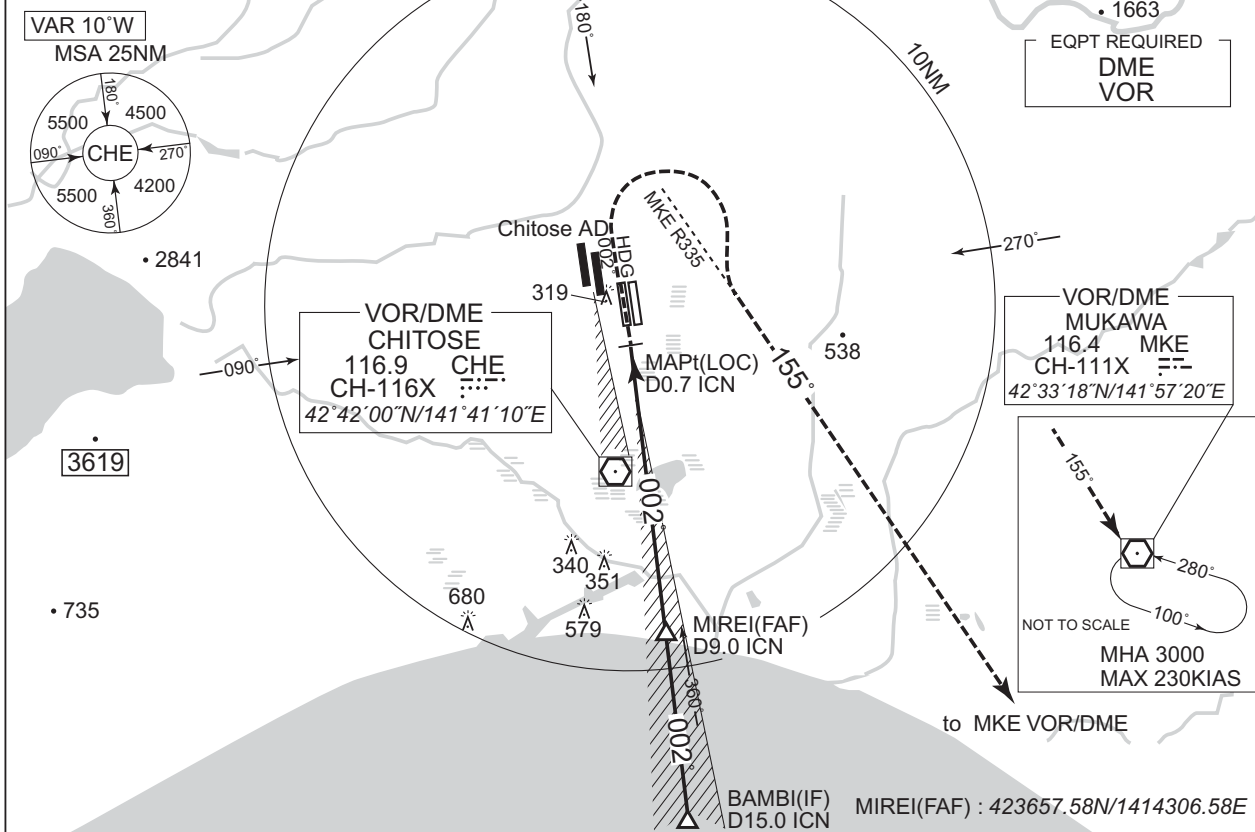 VAR 10°W
MSA 25NM
180°
5500
4500
090°
CHE
270°
5500
4200
360°
2841
3619
735
180°
10NM
1663
EQPT REQUIRED
DME
VOR
Chitose AD
HDG
002°
MKE R335
319
270°
VOR/DME
CHITOSE
116.9 CHE
CH-116X
42°42´00˝N/141°41´10˝E
090°
MAPt(LOC)
D0.7 ICN
538
155°
VOR/DME
MUKAWA
116.4 MKE
CH-111X
42°33´18˝N/141°57´20˝E
002°
340
351
680
579
MIREI(FAF)
D9.0 ICN
360°
002°
155°
280°
100°
NOT TO SCALE
MHA 3000
MAX 230KIAS
to MKE VOR/DME
BAMBI(IF)
D15.0 ICN
MIREI(FAF) : 423657.58N/1414306.58E